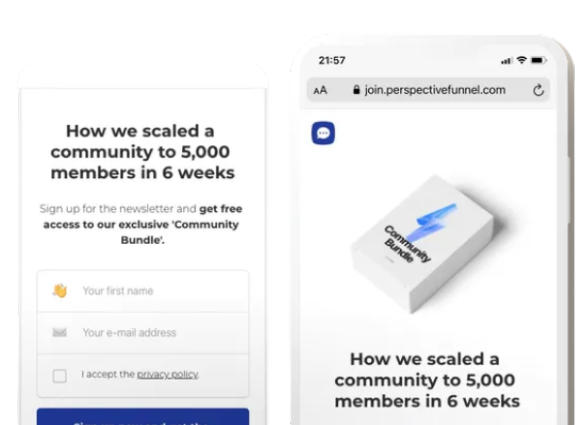 How we scaled a
community to 5,000
members in 6 weeks
Sign up for the newsletter and get free
access to our exclusive 'Community
Bundle'.
Your first name
Your e-mail address
I accept the privacy policy.
21:57
AA join.perspectivefunnel.com
Community
Bundle
How we scaled a
community to 5,000
members in 6 weeks